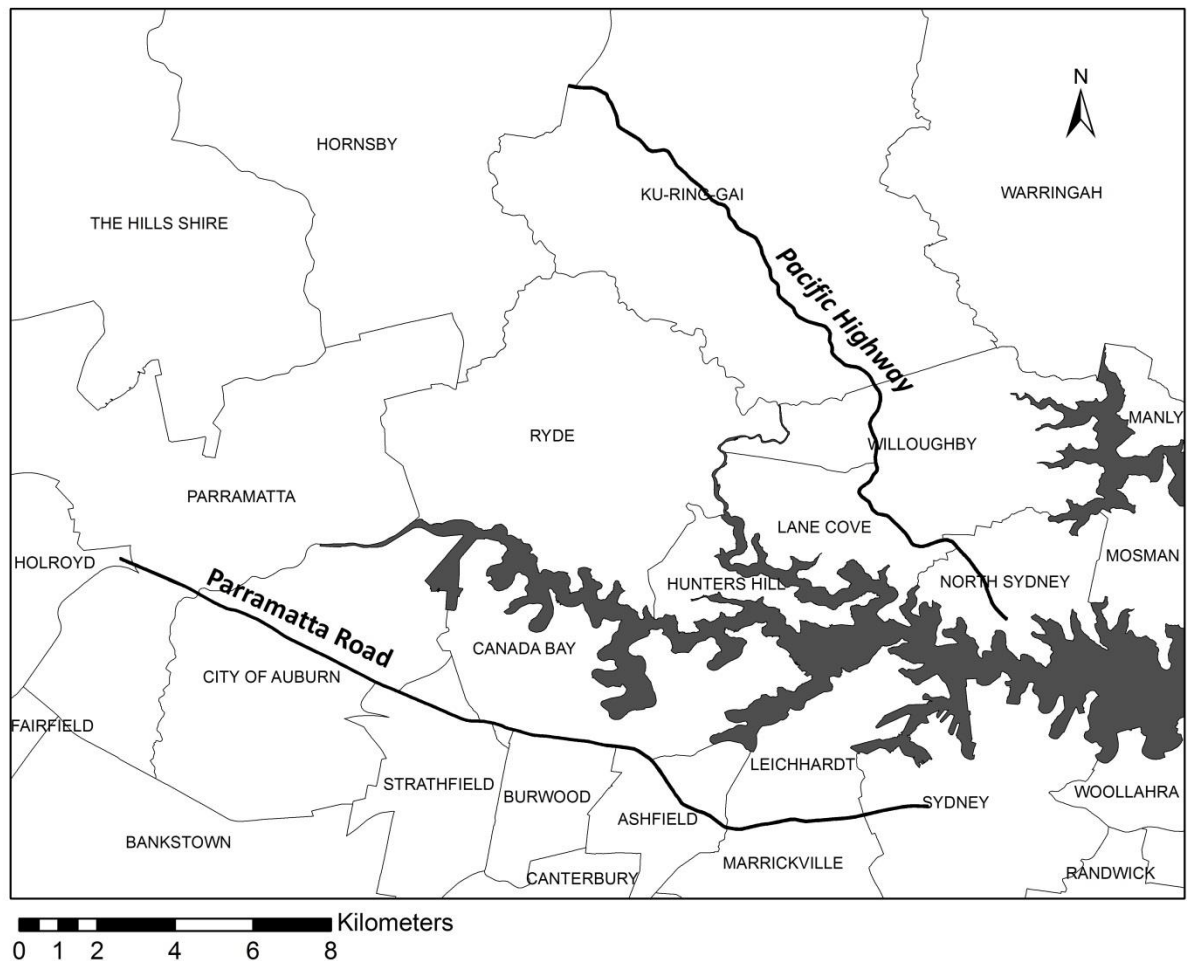 N
HORNSBY
KU-RING-GAI
WARRINGAH
THE HILLS SHIRE
Pacific Highway
MANLY
RYDE
WILLOUGHBY
PARRAMATTA
LANE COVE
MOSMAN
HOLROYD
HUNTERS HILL
NORTH SYDNEY
Parramatta Road
CANADA BAY
CITY OF AUBURN
FAIRFIELD
LEICHHARDT
STRATHFIELD
WOOLLAHRA
BURWOOD
SYDNEY
ASHFIELD
BANKSTOWN
MARRICKVILLE
RANDWICK
CANTERBURY
Kilometers
0 1 2 4 6 8